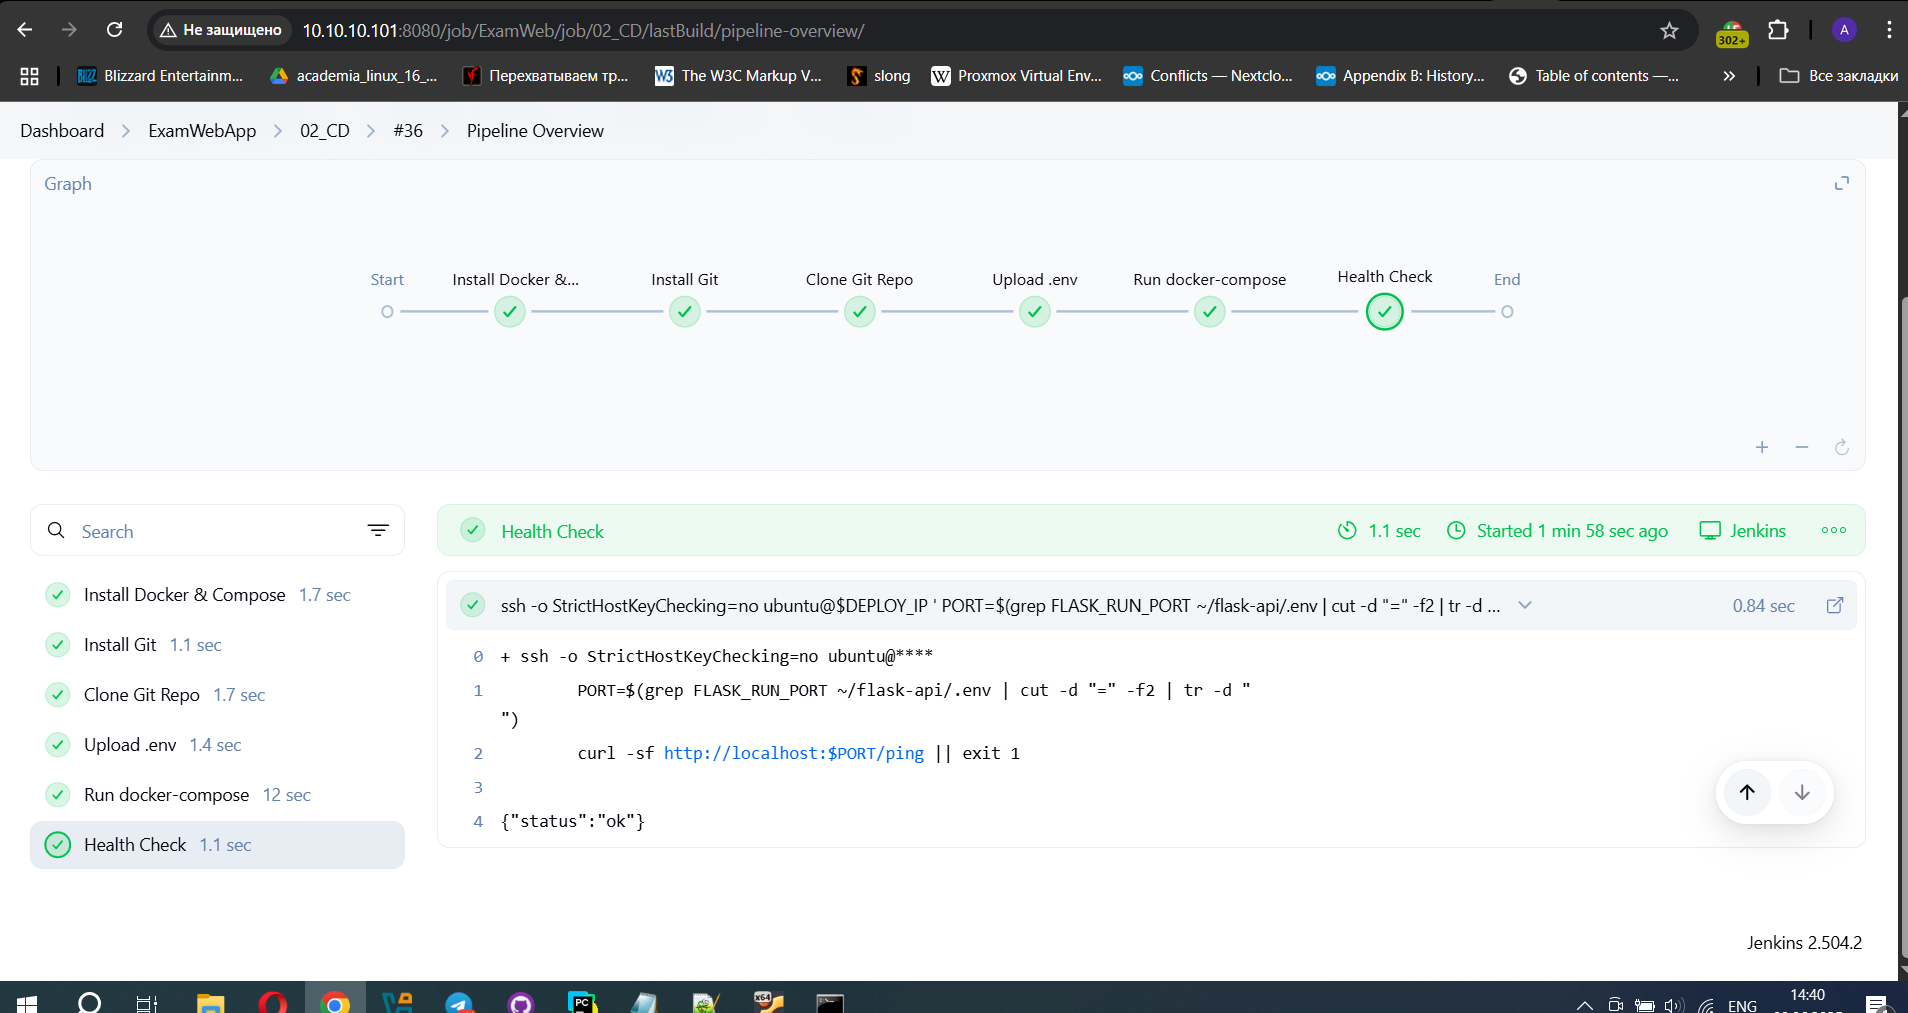 Не защищено
10.10.10.101:8080/job/ExamWeb/job/02_CD/lastBuild/pipeline-overview/
302+
A
Blizzard Entertainm...
academia_linux_16_...
Перехватываем тр...
The W3C Markup V...
slong
Proxmox Virtual Env...
Conflicts — Nextclo...
Appendix B: History...
Table of contents —...
»
Все закладки
Dashboard > ExamWebApp > 02_CD > #36 > Pipeline Overview
Graph
Start
Install Docker &...
Install Git
Clone Git Repo
Upload .env
Run docker-compose
Health Check
End
Search
Install Docker & Compose 1.7 sec
Install Git 1.1 sec
Clone Git Repo 1.7 sec
Upload .env 1.4 sec
Run docker-compose 12 sec
Health Check 1.1 sec
Health Check
1.1 sec
Started 1 min 58 sec ago
Jenkins
ssh -o StrictHostKeyChecking=no ubuntu@$DEPLOY_IP ' PORT=$(grep FLASK_RUN_PORT ~/flask-api/.env | cut -d "=" -f2 | tr -d ...
0.84 sec
0 + ssh -o StrictHostKeyChecking=no ubuntu@****
1 PORT=$(grep FLASK_RUN_PORT ~/flask-api/.env | cut -d "=" -f2 | tr -d "
")
2 curl -sf http://localhost:$PORT/ping || exit 1
3
4 {"status":"ok"}
Jenkins 2.504.2
PC
x64
ENG
14:40